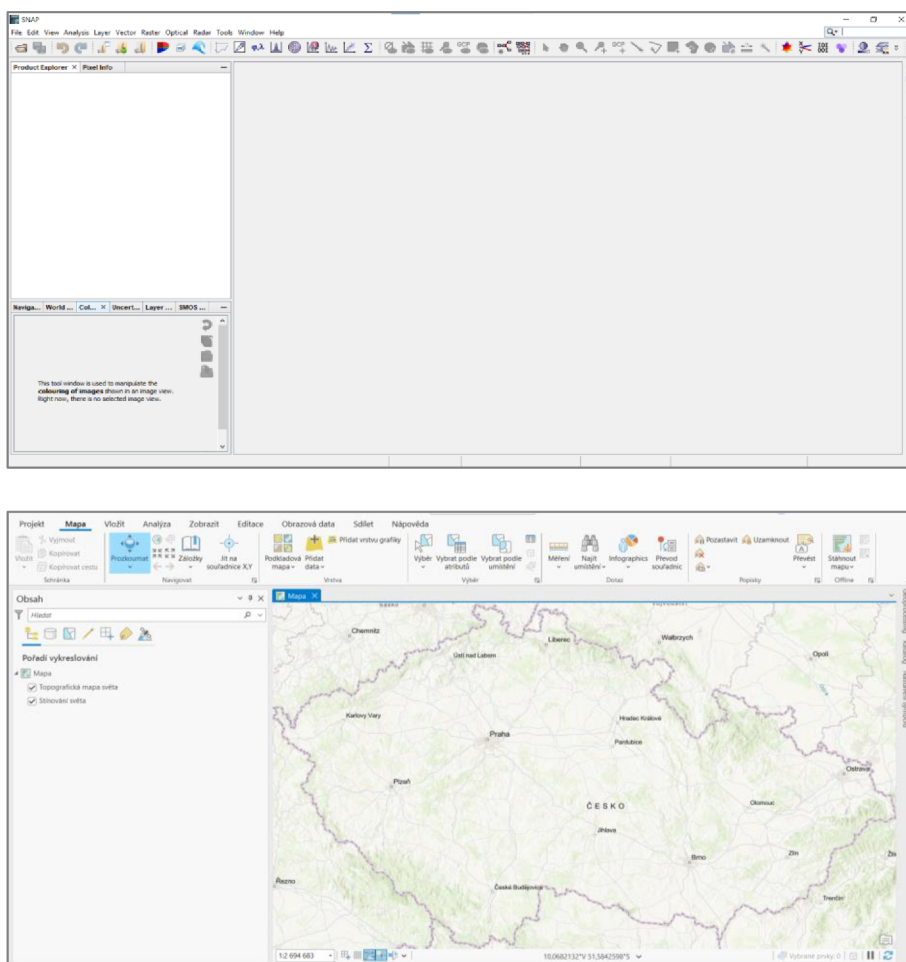 SNAP
File Edit View Analysis Layer Vector Raster Optical Radar Tools Window Help
Product Explorer × Pixel Info
Naviga... World ... Col... × Uncert... Layer ... SMOS ...
This tool window is used to manipulate the
colouring of images shown in an image view.
Right now, there is no selected image view.
Projekt Mapa Vložit Analýza Zobrazit Editace Obrazová data Sdílet Nápověda
Vložit Vyjmout Kopírovat Kopírovat cestu
Prozkoumat Záložky Jít na souřadnice X,Y
Podkladová mapa Přidat data Přidat vrstvu grafiky
Výběr Vybrat podle atributů Vybrat podle umístění
Měření Najít umístění Infographics Převod souřadnic
Pozastavit Uzamknout Převést Stáhnout mapu
Schránka Navigovat Vrstva Výběr Dotaz Popisky Offline
Obsah
Mapa ×
Hledat
Pořadí vykreslování
Mapa
Topografická mapa světa
Stínování světa
Chemnitz
Liberec
Wałbrzych
Ústí nad Labem
Opoli
Karlovy Vary
Hradec Králové
Praha
Pardubice
Ostrava
Plzeň
ČESKO
Olomouc
Jihlava
Brno
Zlín
Řezno
České Budějovice
Trenčín
1:2 694 683
10,0682132°V 51,5842598°S
Vybrané prvky: 0